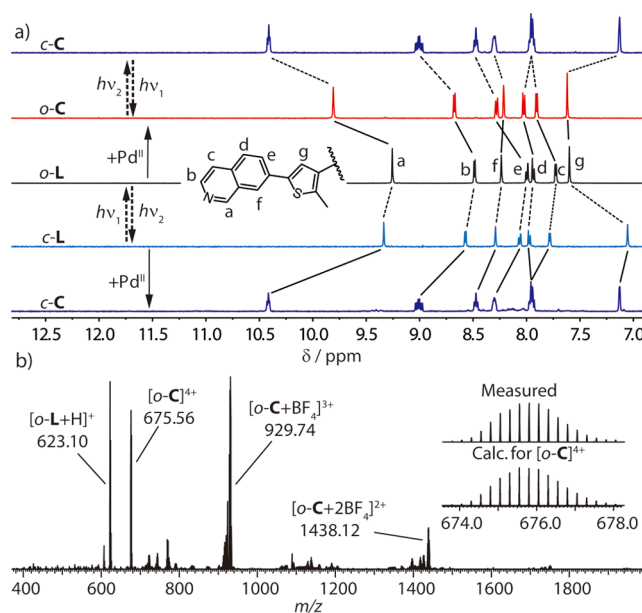 a)
c-C
hν₂ hν₁
o-C
+Pdᴵᴵ
o-L
hν₁ hν₂
c-L
+Pdᴵᴵ
c-C
a b c d e f g N S
a b f e d c g
12.5 12.0 11.5 11.0 10.5 10.0 9.5 9.0 8.5 8.0 7.5 7.0
δ / ppm
b)
[o-L+H]⁺
623.10
[o-C]⁴⁺
675.56
[o-C+BF₄]³⁺
929.74
[o-C+2BF₄]²⁺
1438.12
Measured
Calc. for [o-C]⁴⁺
674.0 676.0 678.0
400 600 800 1000 1200 1400 1600 1800
m/z